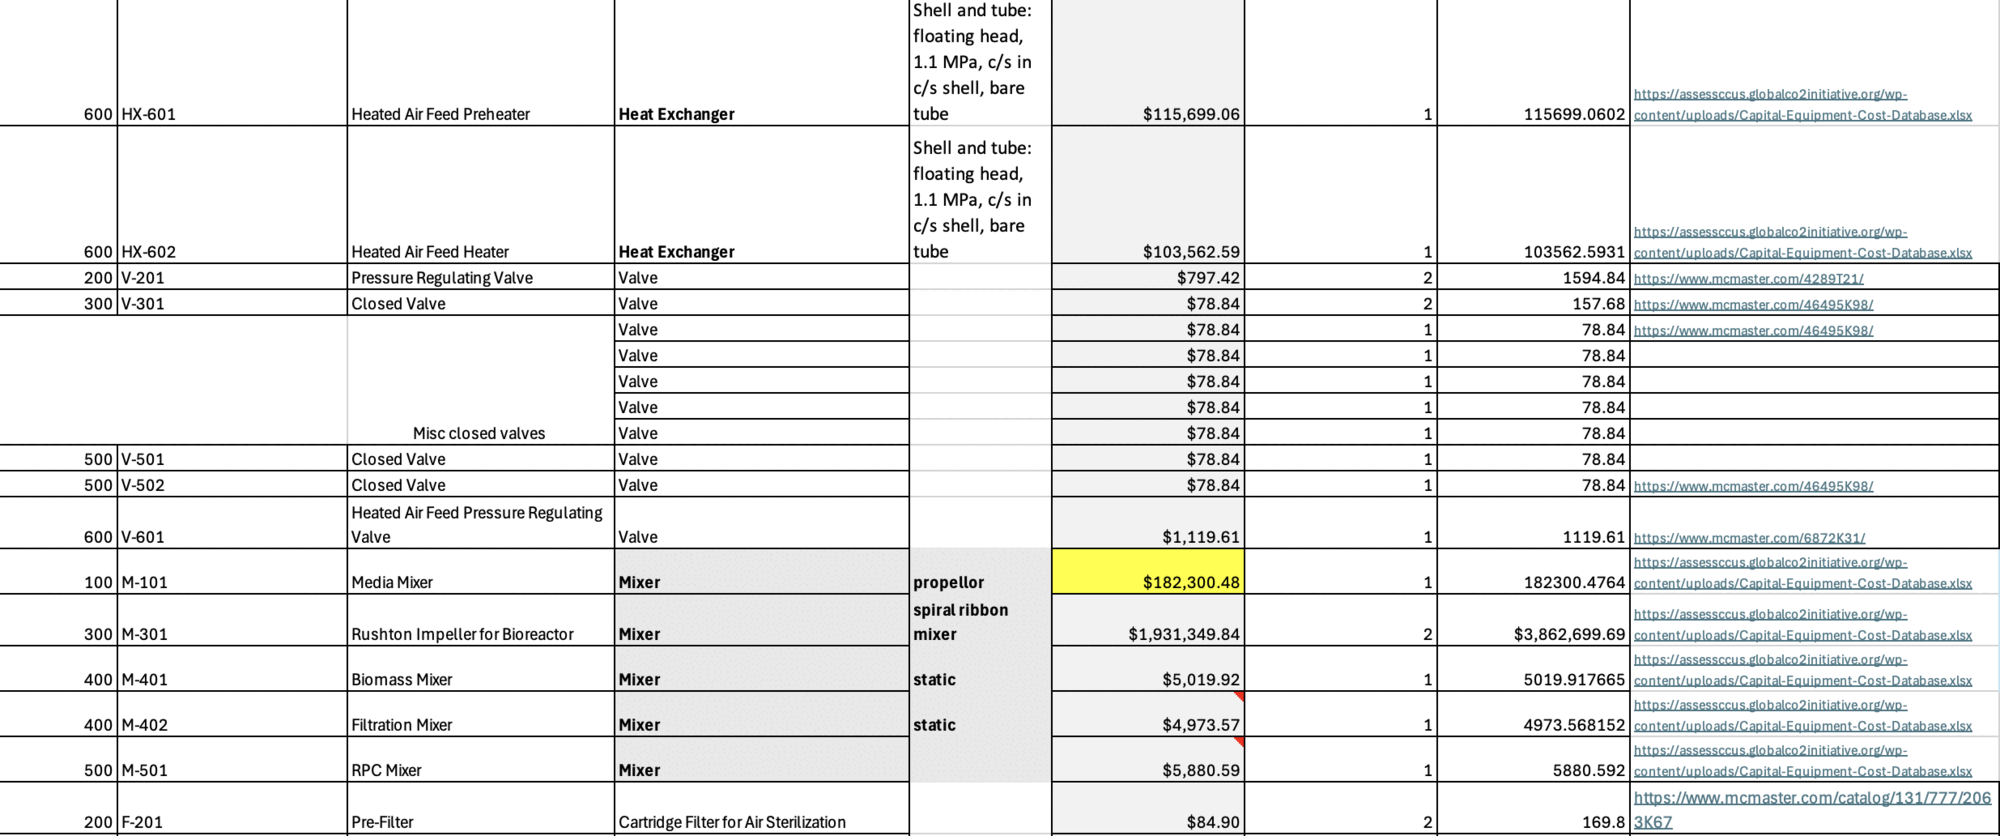 Shell and tube:
floating head,
1.1 MPa, c/s in
c/s shell, bare
600 HX-601 Heated Air Feed Preheater Heat Exchanger tube $115,699.06 1 115699.0602 https://assessccus.globalco2initiative.org/wp-
content/uploads/Capital-Equipment-Cost-Database.xlsx
Shell and tube:
floating head,
1.1 MPa, c/s in
c/s shell, bare
600 HX-602 Heated Air Feed Heater Heat Exchanger tube $103,562.59 1 103562.5931 https://assessccus.globalco2initiative.org/wp-
content/uploads/Capital-Equipment-Cost-Database.xlsx
200 V-201 Pressure Regulating Valve Valve $797.42 2 1594.84 https://www.mcmaster.com/4289T21/
300 V-301 Closed Valve Valve $78.84 2 157.68 https://www.mcmaster.com/46495K98/
Valve $78.84 1 78.84 https://www.mcmaster.com/46495K98/
Valve $78.84 1 78.84
Valve $78.84 1 78.84
Valve $78.84 1 78.84
Misc closed valves Valve $78.84 1 78.84
500 V-501 Closed Valve Valve $78.84 1 78.84
500 V-502 Closed Valve Valve $78.84 1 78.84 https://www.mcmaster.com/46495K98/
Heated Air Feed Pressure Regulating
600 V-601 Valve Valve $1,119.61 1 1119.61 https://www.mcmaster.com/6872K31/
100 M-101 Media Mixer Mixer propellor $182,300.48 1 182300.4764 https://assessccus.globalco2initiative.org/wp-
content/uploads/Capital-Equipment-Cost-Database.xlsx
spiral ribbon
300 M-301 Rushton Impeller for Bioreactor Mixer mixer $1,931,349.84 2 $3,862,699.69 https://assessccus.globalco2initiative.org/wp-
content/uploads/Capital-Equipment-Cost-Database.xlsx
400 M-401 Biomass Mixer Mixer static $5,019.92 1 5019.917665 https://assessccus.globalco2initiative.org/wp-
content/uploads/Capital-Equipment-Cost-Database.xlsx
400 M-402 Filtration Mixer Mixer static $4,973.57 1 4973.568152 https://assessccus.globalco2initiative.org/wp-
content/uploads/Capital-Equipment-Cost-Database.xlsx
500 M-501 RPC Mixer Mixer $5,880.59 1 5880.592 https://assessccus.globalco2initiative.org/wp-
content/uploads/Capital-Equipment-Cost-Database.xlsx
200 F-201 Pre-Filter Cartridge Filter for Air Sterilization $84.90 2 169.8 https://www.mcmaster.com/catalog/131/777/206
3K67